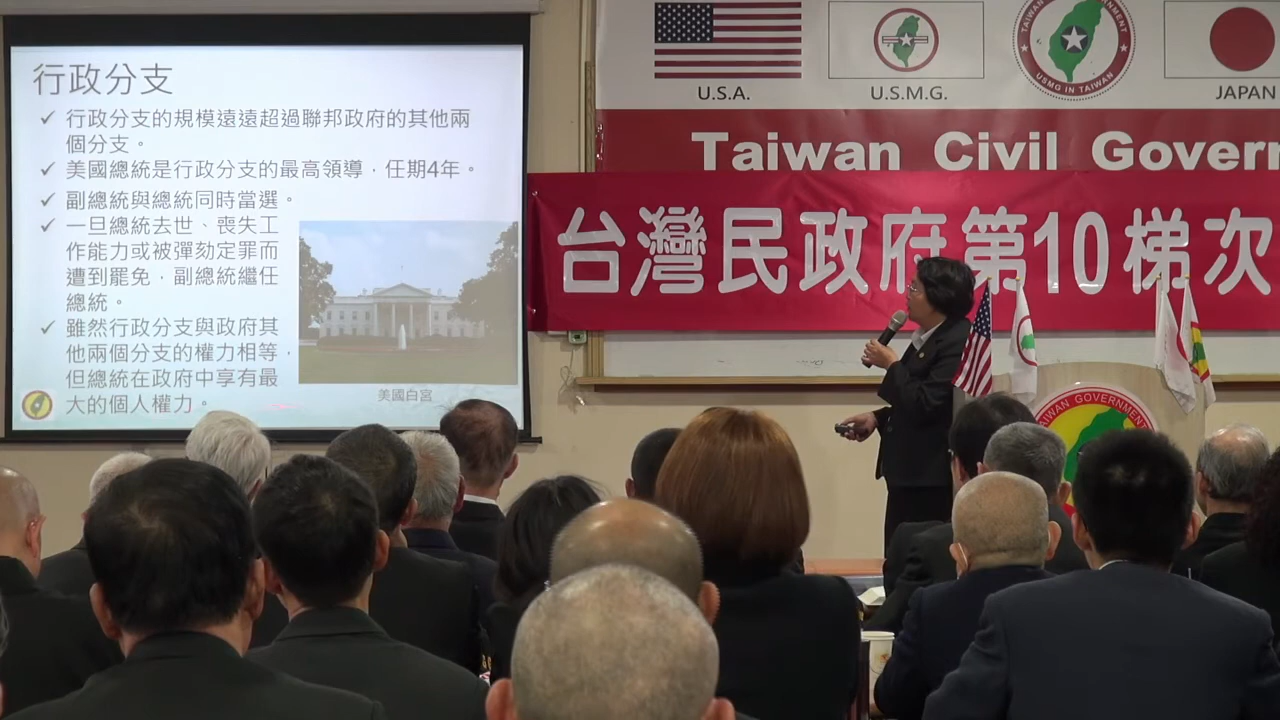 行政分支
✓ 行政分支的規模遠遠超過聯邦政府的其他兩
個分支。
✓ 美國總統是行政分支的最高領導，任期4年。
✓ 副總統與總統同時當選。
✓ 一旦總統去世、喪失工
作能力或被彈劾定罪而
遭到罷免，副總統繼任
總統。
✓ 雖然行政分支與政府其
他兩個分支的權力相等，
但總統在政府中享有最
大的個人權力。
美國白宮
U.S.A.
U.S.M.G.
USMG IN TAIWAN
JAPAN
Taiwan Civil Govern
台灣民政府第10梯次
TAIWAN GOVERNMENT